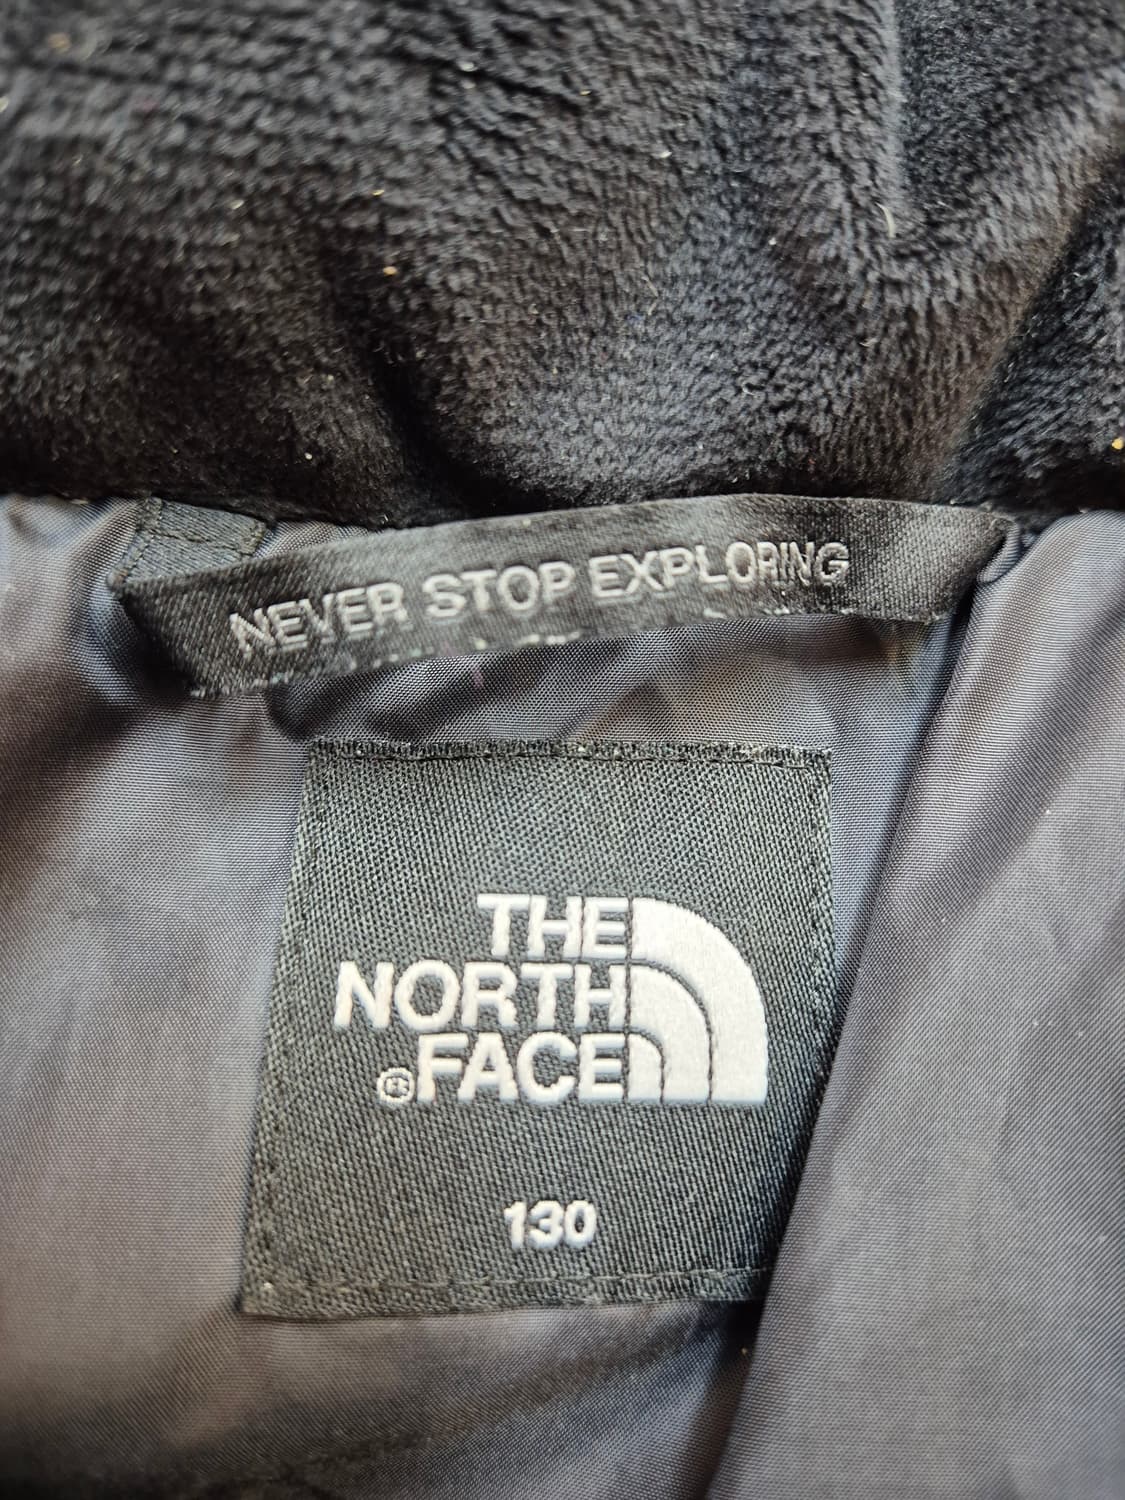 NEVER STOP EXPLORING
THE
NORTH
®FACE
130